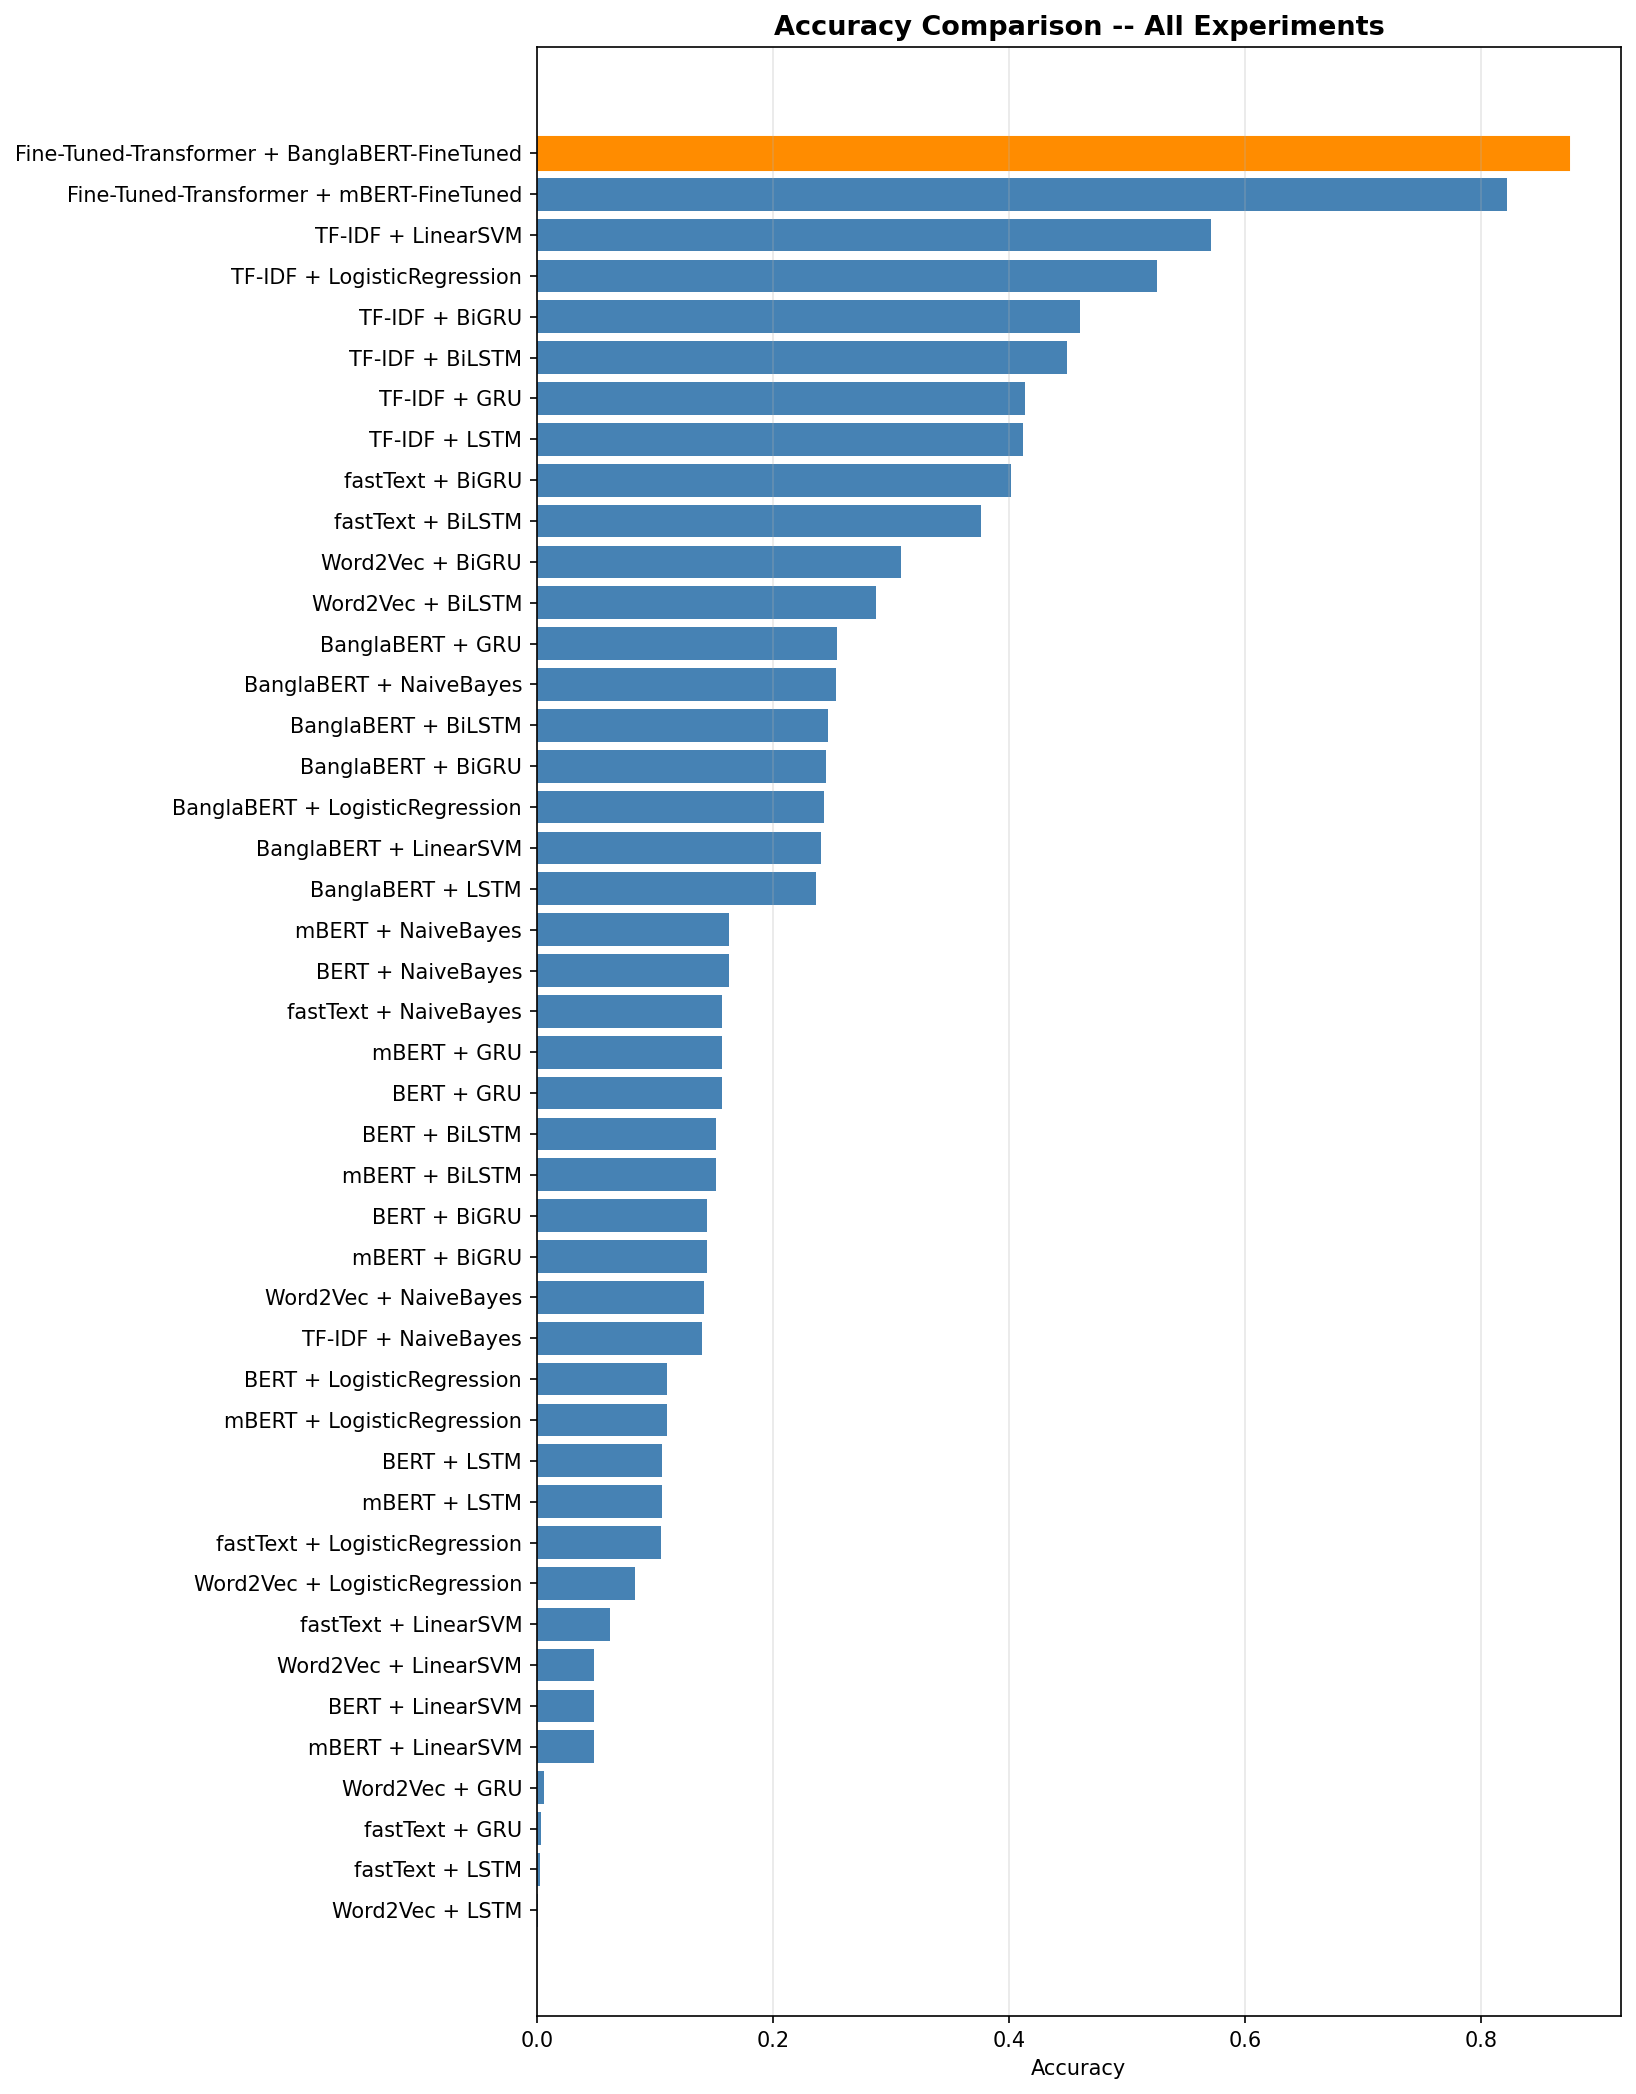 Accuracy Comparison -- All Experiments
Fine-Tuned-Transformer + BanglaBERT-FineTuned
Fine-Tuned-Transformer + mBERT-FineTuned
TF-IDF + LinearSVM
TF-IDF + LogisticRegression
TF-IDF + BiGRU
TF-IDF + BiLSTM
TF-IDF + GRU
TF-IDF + LSTM
fastText + BiGRU
fastText + BiLSTM
Word2Vec + BiGRU
Word2Vec + BiLSTM
BanglaBERT + GRU
BanglaBERT + NaiveBayes
BanglaBERT + BiLSTM
BanglaBERT + BiGRU
BanglaBERT + LogisticRegression
BanglaBERT + LinearSVM
BanglaBERT + LSTM
mBERT + NaiveBayes
BERT + NaiveBayes
fastText + NaiveBayes
mBERT + GRU
BERT + GRU
BERT + BiLSTM
mBERT + BiLSTM
BERT + BiGRU
mBERT + BiGRU
Word2Vec + NaiveBayes
TF-IDF + NaiveBayes
BERT + LogisticRegression
mBERT + LogisticRegression
BERT + LSTM
mBERT + LSTM
fastText + LogisticRegression
Word2Vec + LogisticRegression
fastText + LinearSVM
Word2Vec + LinearSVM
BERT + LinearSVM
mBERT + LinearSVM
Word2Vec + GRU
fastText + GRU
fastText + LSTM
Word2Vec + LSTM
0.0 0.2 0.4 0.6 0.8
Accuracy